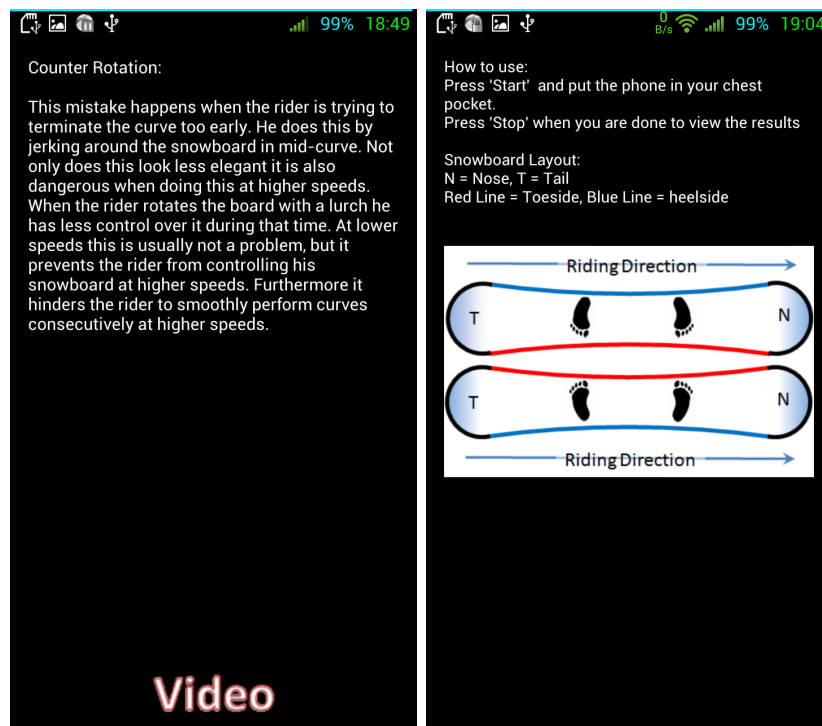 99% 18:49
Counter Rotation:
This mistake happens when the rider is trying to
terminate the curve too early. He does this by
jerking around the snowboard in mid-curve. Not
only does this look less elegant it is also
dangerous when doing this at higher speeds.
When the rider rotates the board with a lurch he
has less control over it during that time. At lower
speeds this is usually not a problem, but it
prevents the rider from controlling his
snowboard at higher speeds. Furthermore it
hinders the rider to smoothly perform curves
consecutively at higher speeds.
Video
0
B/s 99% 19:04
How to use:
Press 'Start' and put the phone in your chest
pocket.
Press 'Stop' when you are done to view the results
Snowboard Layout:
N = Nose, T = Tail
Red Line = Toeside, Blue Line = heelside
Riding Direction
T N
T N
Riding Direction